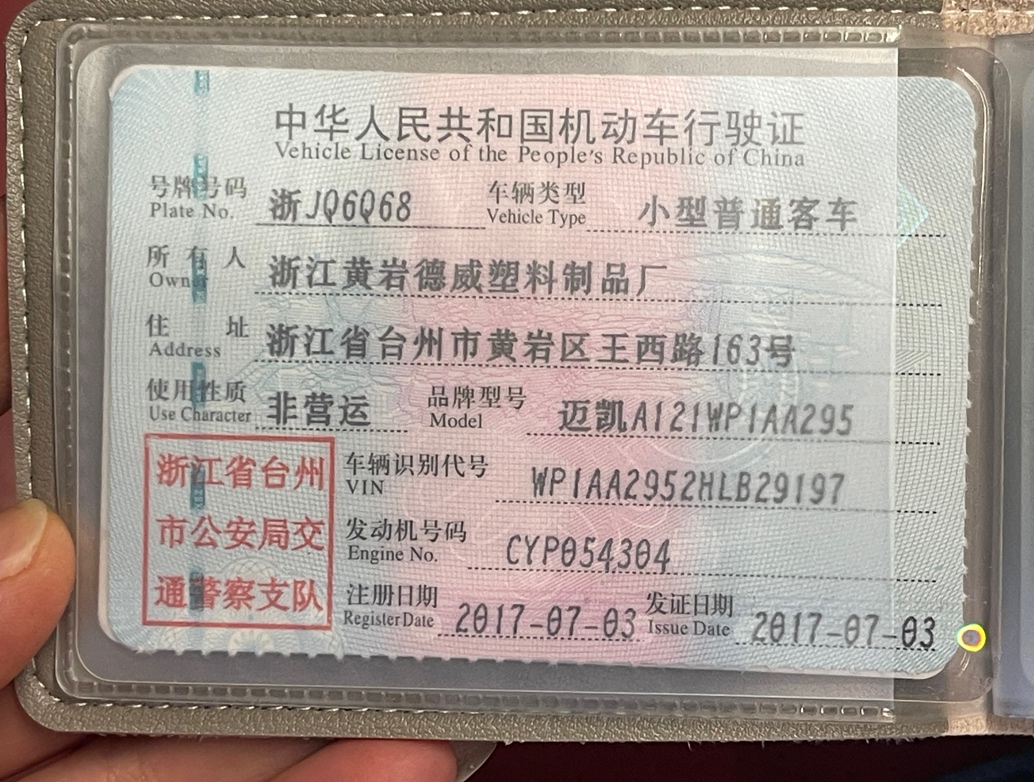 中华人民共和国机动车行驶证
Vehicle License of the People's Republic of China
号牌号码 浙JQ6Q68 车辆类型 小型普通客车
Plate No. Vehicle Type
所有人 浙江黄岩德威塑料制品厂
Owner
住址 浙江省台州市黄岩区王西路163号
Address
使用性质 非营运 品牌型号 迈凯A121WP1AA295
Use Character Model
浙江省台州
市公安局交
通警察支队
车辆识别代号 WP1AA2952HLB29197
VIN
发动机号码 CYP054304
Engine No.
注册日期 2017-07-03 发证日期 2017-07-03
Register Date Issue Date